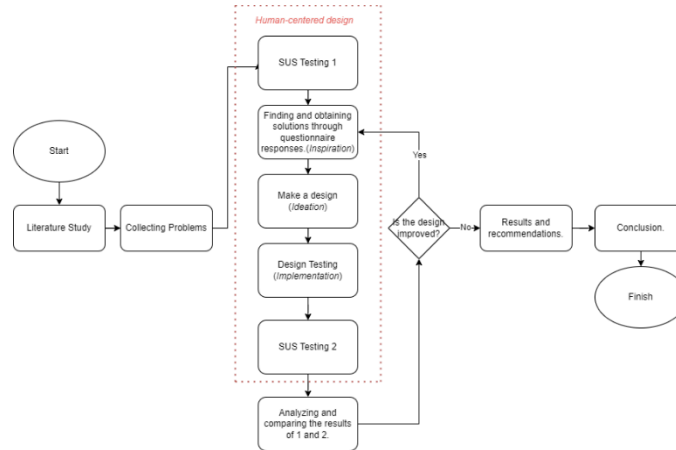 Human-centered design
SUS Testing 1
Finding and obtaining
solutions through
questionnaire
responses.(Inspiration)
Start
Yes
Make a design
(Ideation)
Literature Study
Collecting Problems
Is the design
improved?
No
Results and
recommendations.
Conclusion.
Design Testing
(Implementation)
Finish
SUS Testing 2
Analyzing and
comparing the results
of 1 and 2.